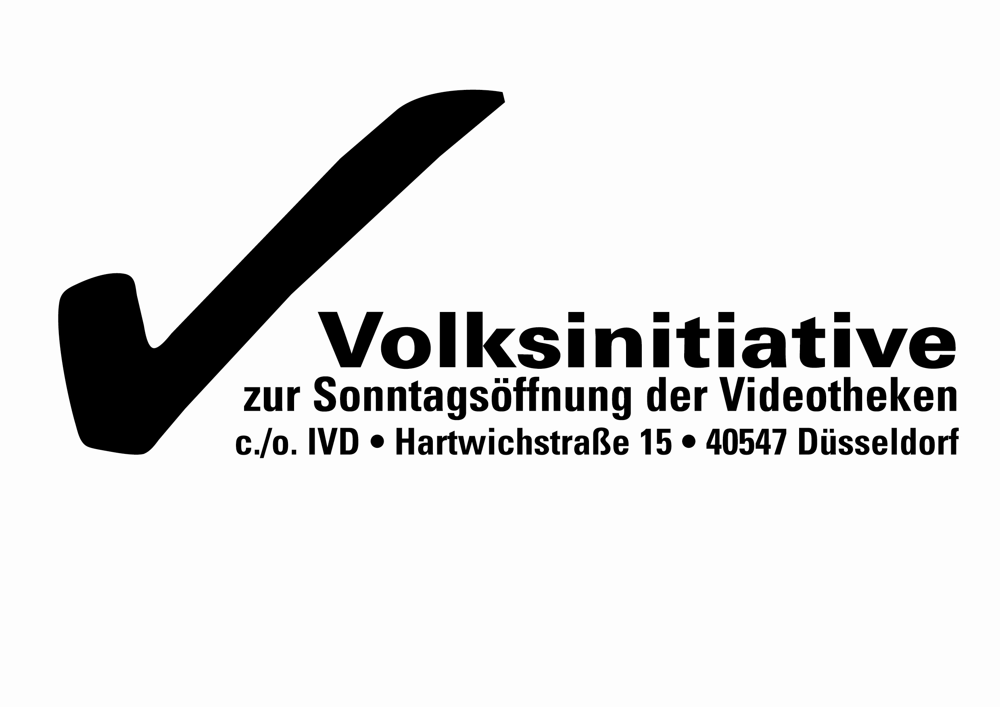 Volksinitiative
zur Sonntagsöffnung der Videotheken
c./o. IVD • Hartwichstraße 15 • 40547 Düsseldorf